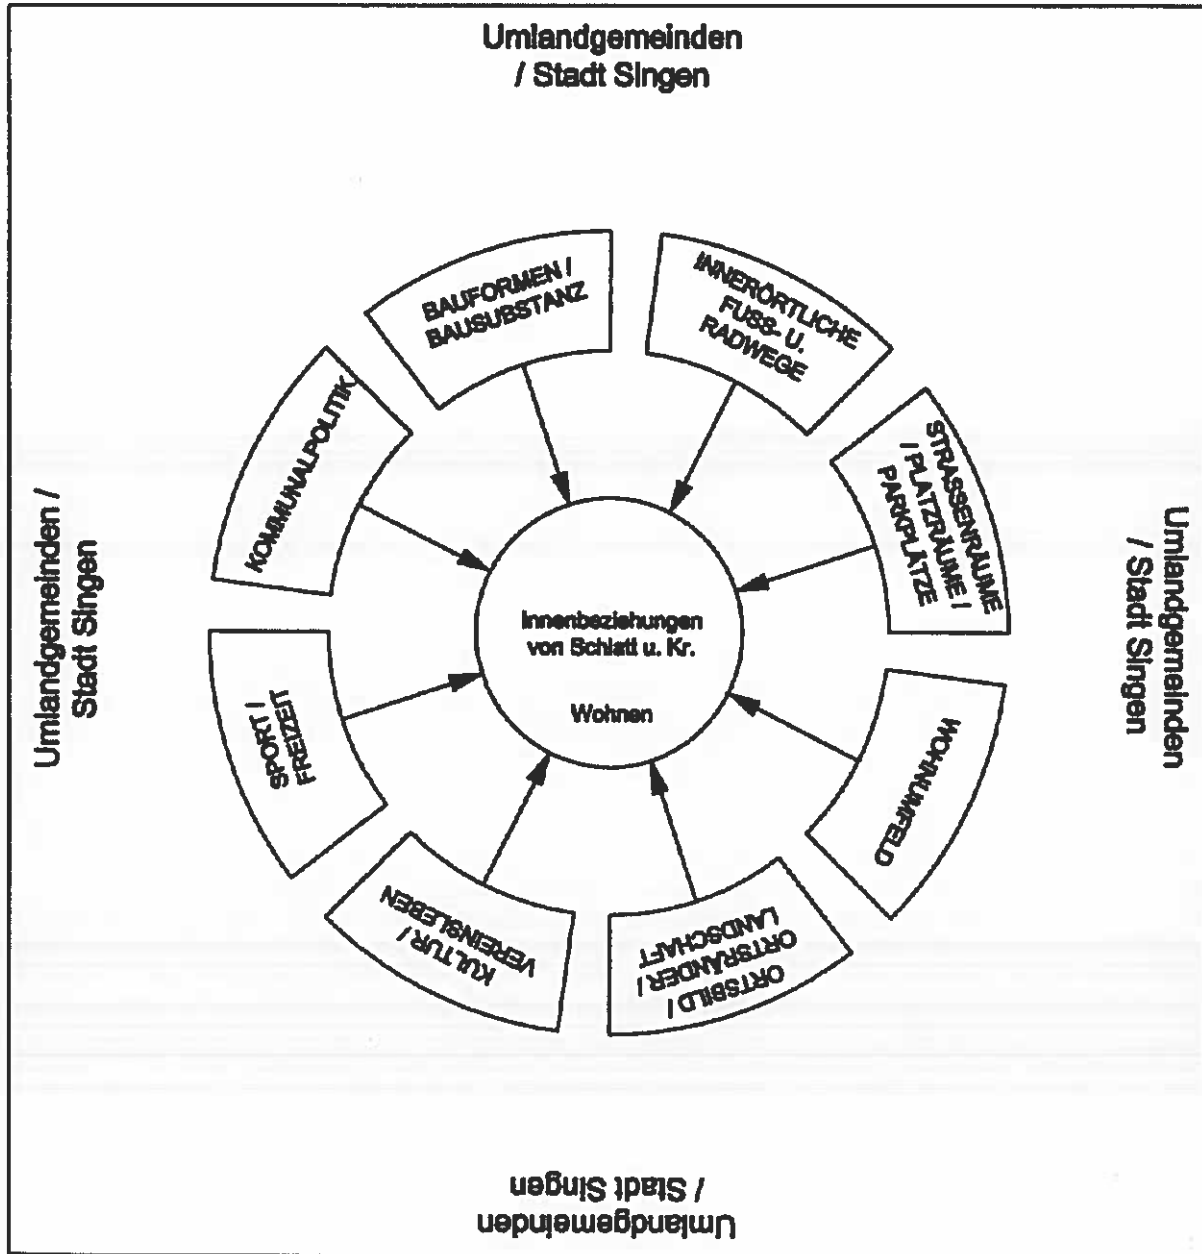 Umlandgemeinden
/ Stadt Singen
BAUFORMEN /
BAUSUBSTANZ
INNERÖRTLICHE
FUSS- U.
RADWEGE
STRASSENRÄUME
/ PLATZRÄUME /
PARKPLÄTZE
WOHNUMFELD
ORTSBILD /
ORTSRÄNDER /
LANDSCHAFT
KULTUR /
VEREINSLEBEN
SPORT /
FREIZEIT
KOMMUNALPOLITIK
Innenbeziehungen
von Schlatt u. Kr.
Wohnen
Umlandgemeinden
/ Stadt Singen
Umlandgemeinden
/ Stadt Singen
Umlandgemeinden /
Stadt Singen